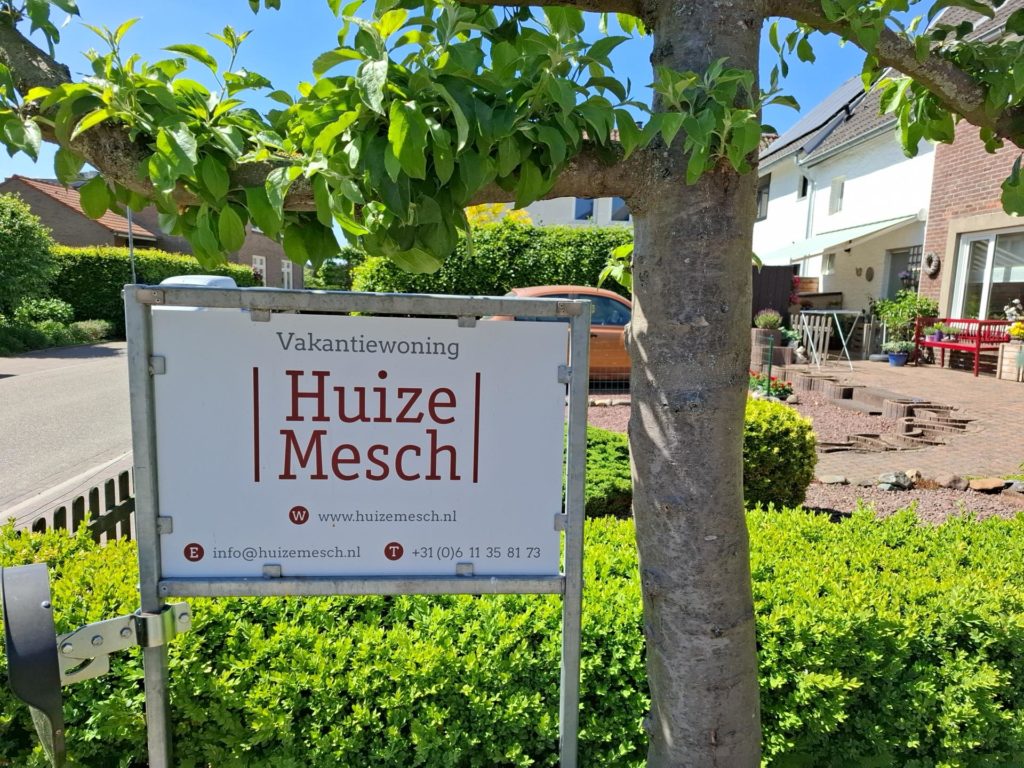 Vakantiewoning
Huize
Mesch
W www.huizemesch.nl
E info@huizemesch.nl T +31 (0)6 11 35 81 73